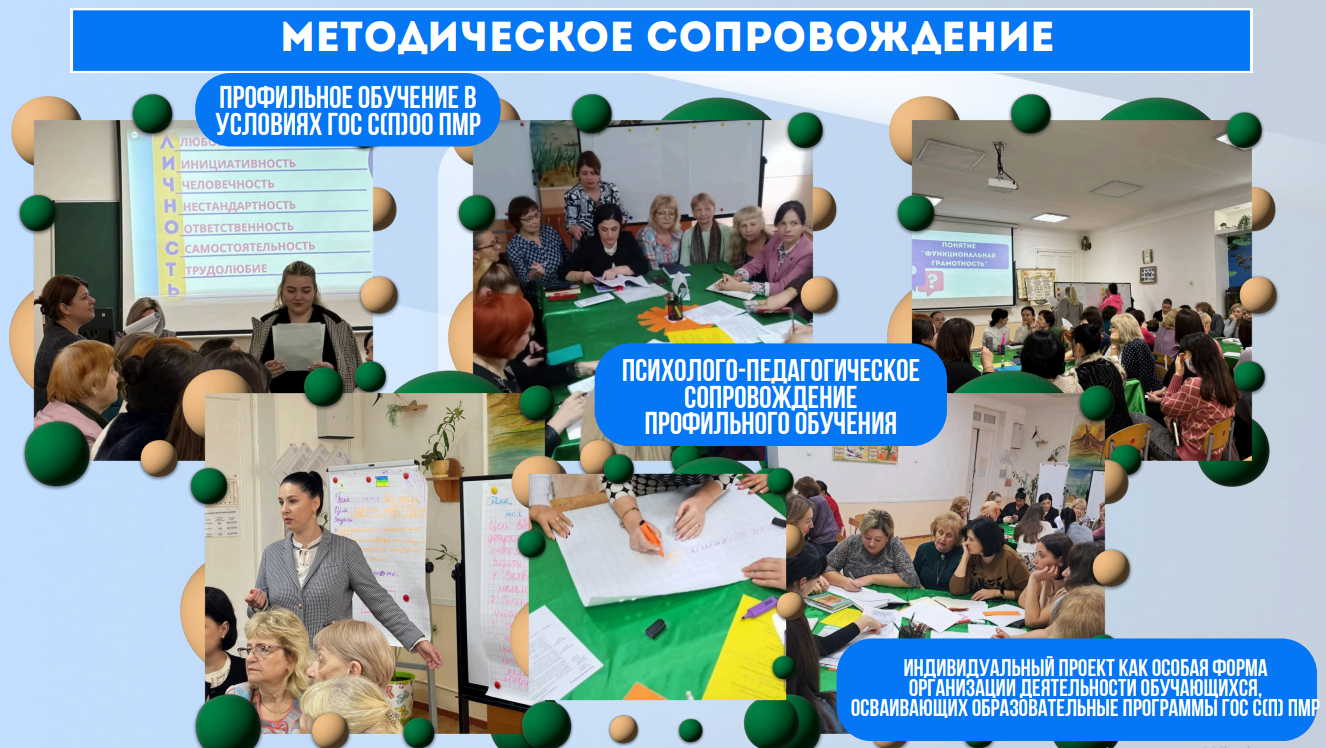 МЕТОДИЧЕСКОЕ СОПРОВОЖДЕНИЕ
ПРОФИЛЬНОЕ ОБУЧЕНИЕ В
УСЛОВИЯХ ГОС С(П)ОО ПМР
ЛИЧНОСТЬ
ИНИЦИАТИВНОСТЬ
ЧЕЛОВЕЧНОСТЬ
НЕСТАНДАРТНОСТЬ
ОТВЕТСТВЕННОСТЬ
САМОСТОЯТЕЛЬНОСТЬ
ТРУДОЛЮБИЕ
ПОНЯТИЕ
"ФУНКЦИОНАЛЬНАЯ
ГРАМОТНОСТЬ"
ПСИХОЛОГО-ПЕДАГОГИЧЕСКОЕ
СОПРОВОЖДЕНИЕ
ПРОФИЛЬНОГО ОБУЧЕНИЯ
ИНДИВИДУАЛЬНЫЙ ПРОЕКТ КАК ОСОБАЯ ФОРМА
ОРГАНИЗАЦИИ ДЕЯТЕЛЬНОСТИ ОБУЧАЮЩИХСЯ,
ОСВАИВАЮЩИХ ОБРАЗОВАТЕЛЬНЫЕ ПРОГРАММЫ ГОС С(П) ПМР